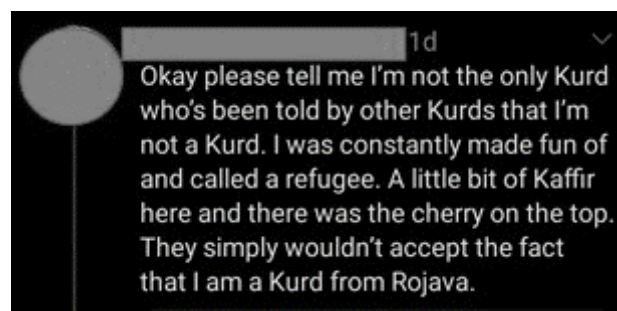 1d
Okay please tell me I'm not the only Kurd
who's been told by other Kurds that I'm
not a Kurd. I was constantly made fun of
and called a refugee. A little bit of Kaffir
here and there was the cherry on the top.
They simply wouldn't accept the fact
that I am a Kurd from Rojava.